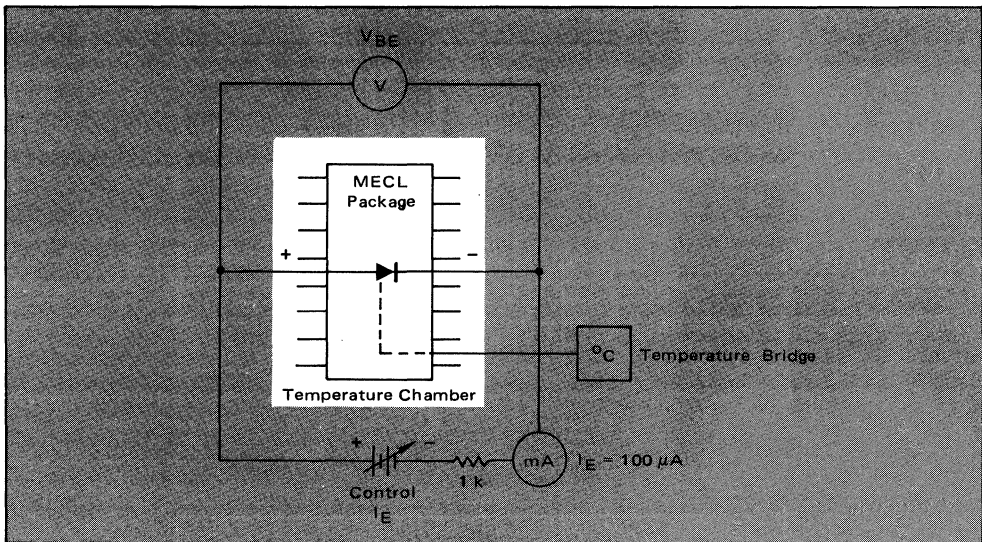 VBE
V
MECL
Package
+
-
°C
Temperature Bridge
Temperature Chamber
+
-
mA
IE = 100 µA
1 k
Control
IE